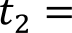 t₂ =